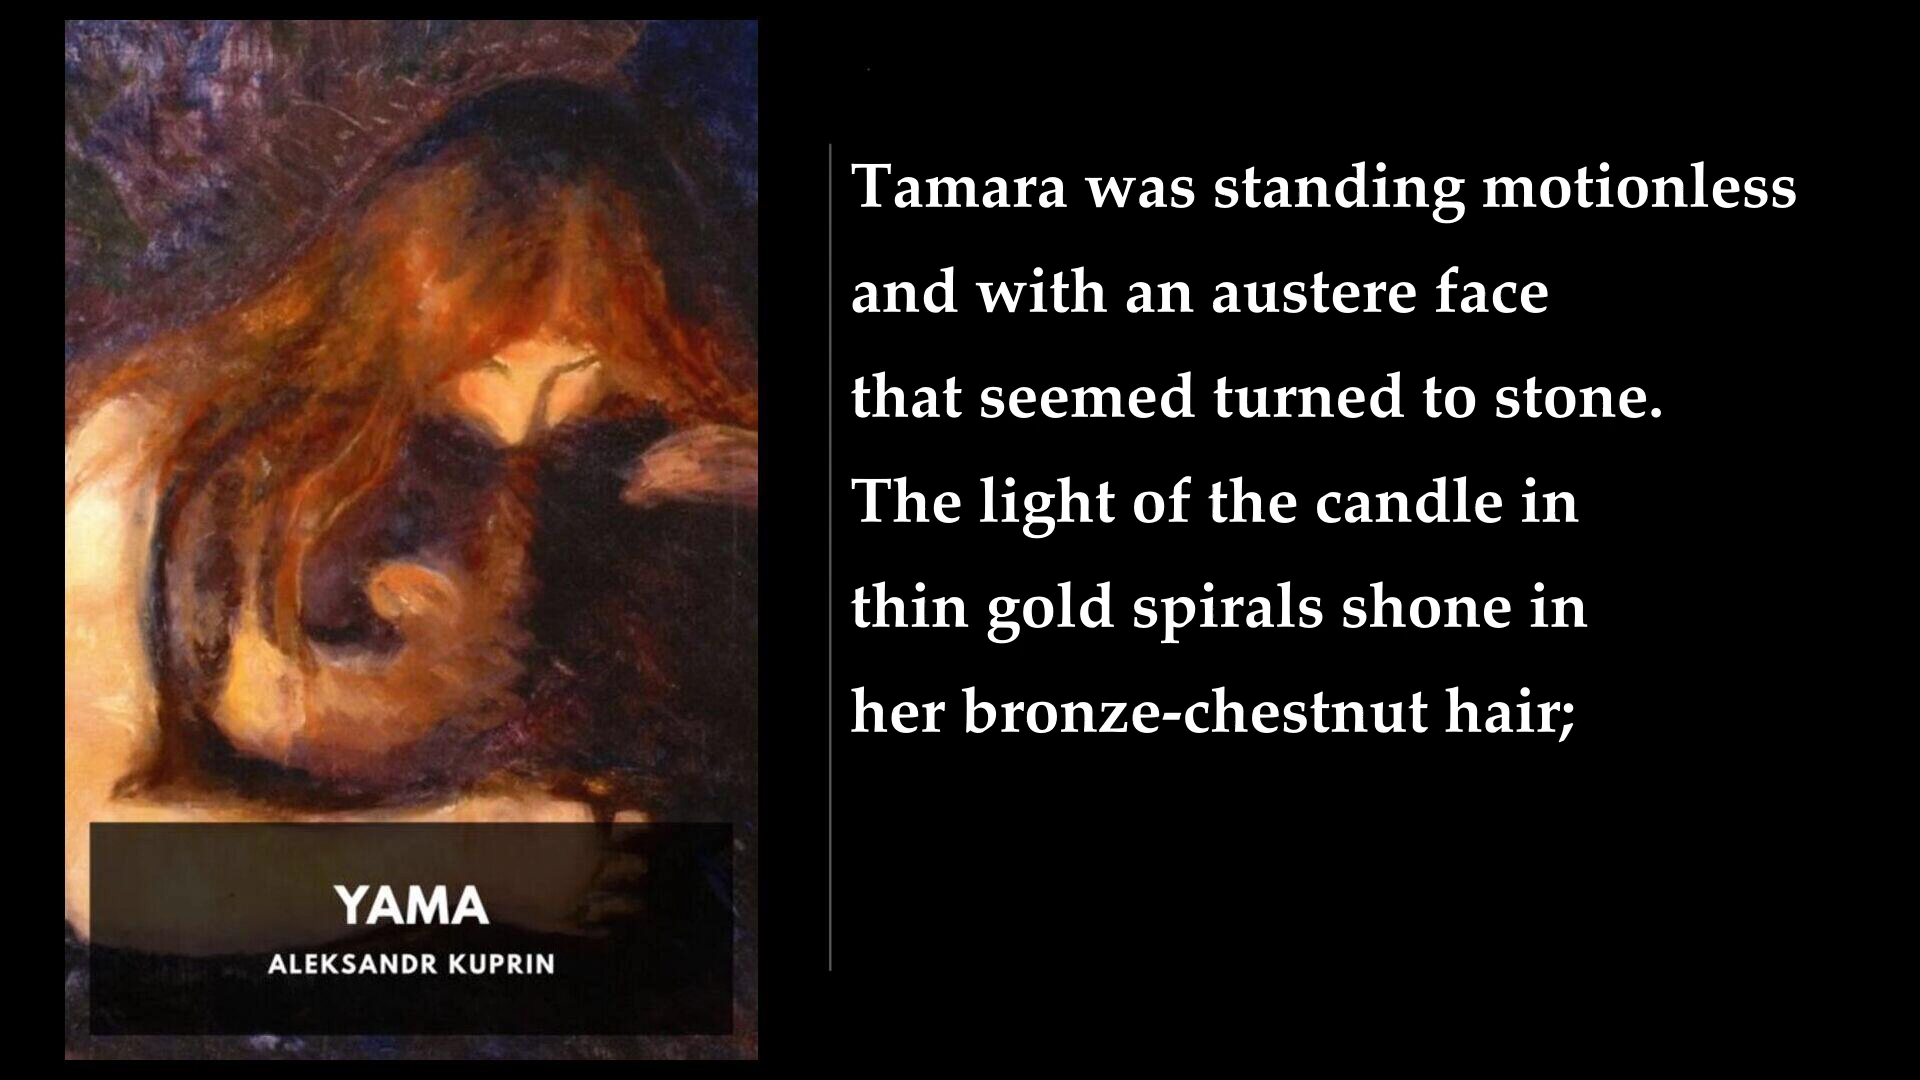 YAMA
ALEKSANDR KUPRIN
Tamara was standing motionless
and with an austere face
that seemed turned to stone.
The light of the candle in
thin gold spirals shone in
her bronze-chestnut hair;